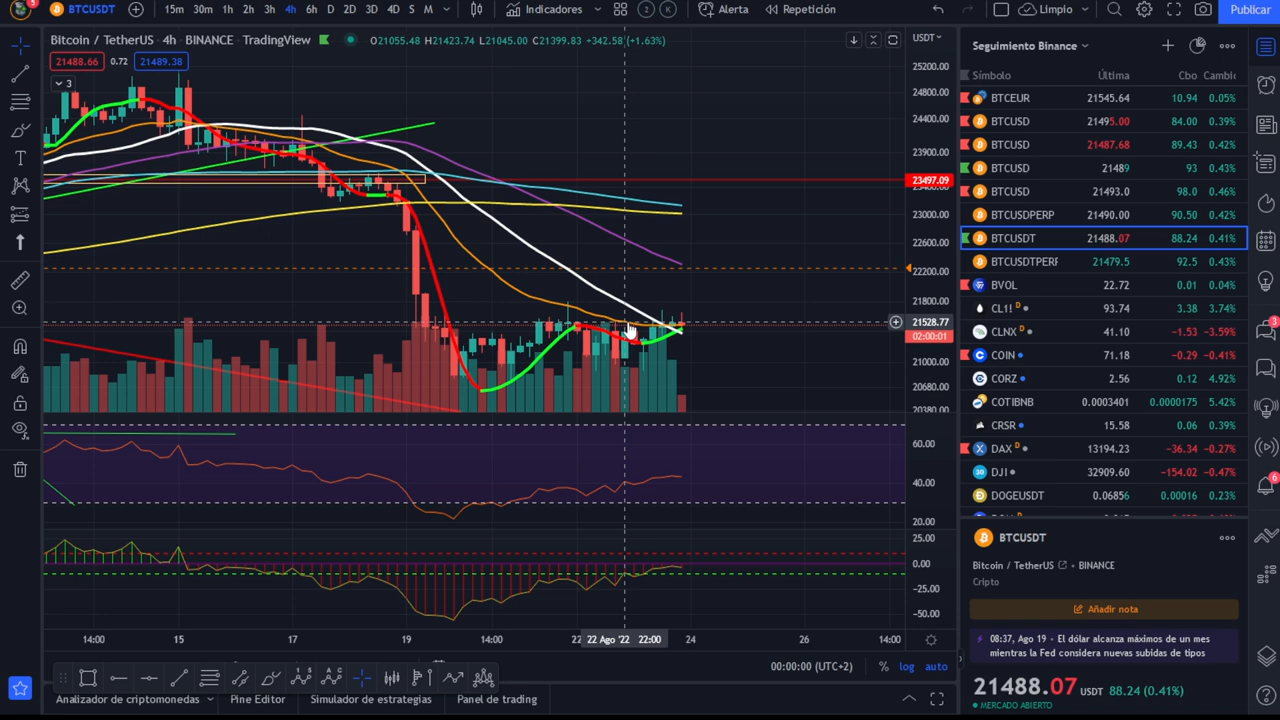 5
BTCUSDT 15m 30m 1h 2h 3h 4h 6h D 2D 3D 4D S M Indicadores 2 K Alerta Repetición Limpio Publicar
Bitcoin / TetherUS · 4h · BINANCE · TradingView O21055.48 H21423.74 L21045.00 C21399.83 +342.58 (+1.63%) USDT
21488.66 0.72 21489.38
3
25200.00
24800.00
24400.00
23900.00
23497.09
23000.00
22600.00
22200.00
21800.00
21528.77
02:00:01
21000.00
20680.00
20380.00
60.00
40.00
20.00
25.00
0.00
−25.00
−50.00
14:00 15 17 19 14:00 22 Ago '22 22:00 24 26 14:00
00:00:00 (UTC+2) % log auto
Analizador de criptomonedas Pine Editor Simulador de estrategias Panel de trading
Seguimiento Binance
Símbolo Última Cbo Cambic
BTCEUR 21545.64 10.94 0.05%
BTCUSD 21495.00 84.00 0.39%
BTCUSD 21487.68 89.43 0.42%
BTCUSD 21489 93 0.43%
BTCUSD 21493.0 98.0 0.46%
BTCUSDPERP 21490.00 90.50 0.42%
BTCUSDT 21488.07 88.24 0.41%
BTCUSDTPERF 21479.5 92.5 0.43%
BVOL 22.72 0.01 0.04%
CL1! D 93.74 3.38 3.74%
CLNX D 41.10 −1.53 −3.59%
COIN 71.18 −0.29 −0.41%
CORZ 2.56 0.12 4.92%
COTIBNB 0.0003401 0.0000175 5.42%
CRSR 15.58 0.06 0.39%
DAX D 13194.23 −36.34 −0.27%
DJI 32909.60 −154.02 −0.47%
DOGEUSDT 0.0686 0.00016 0.23%
BTCUSDT
Bitcoin / TetherUS • BINANCE
Cripto
Añadir nota
08:37, Ago 19 • El dólar alcanza máximos de un mes
mientras la Fed considera nuevas subidas de tipos
21488.07 USDT 88.24 (0.41%)
MERCADO ABIERTO
3
6